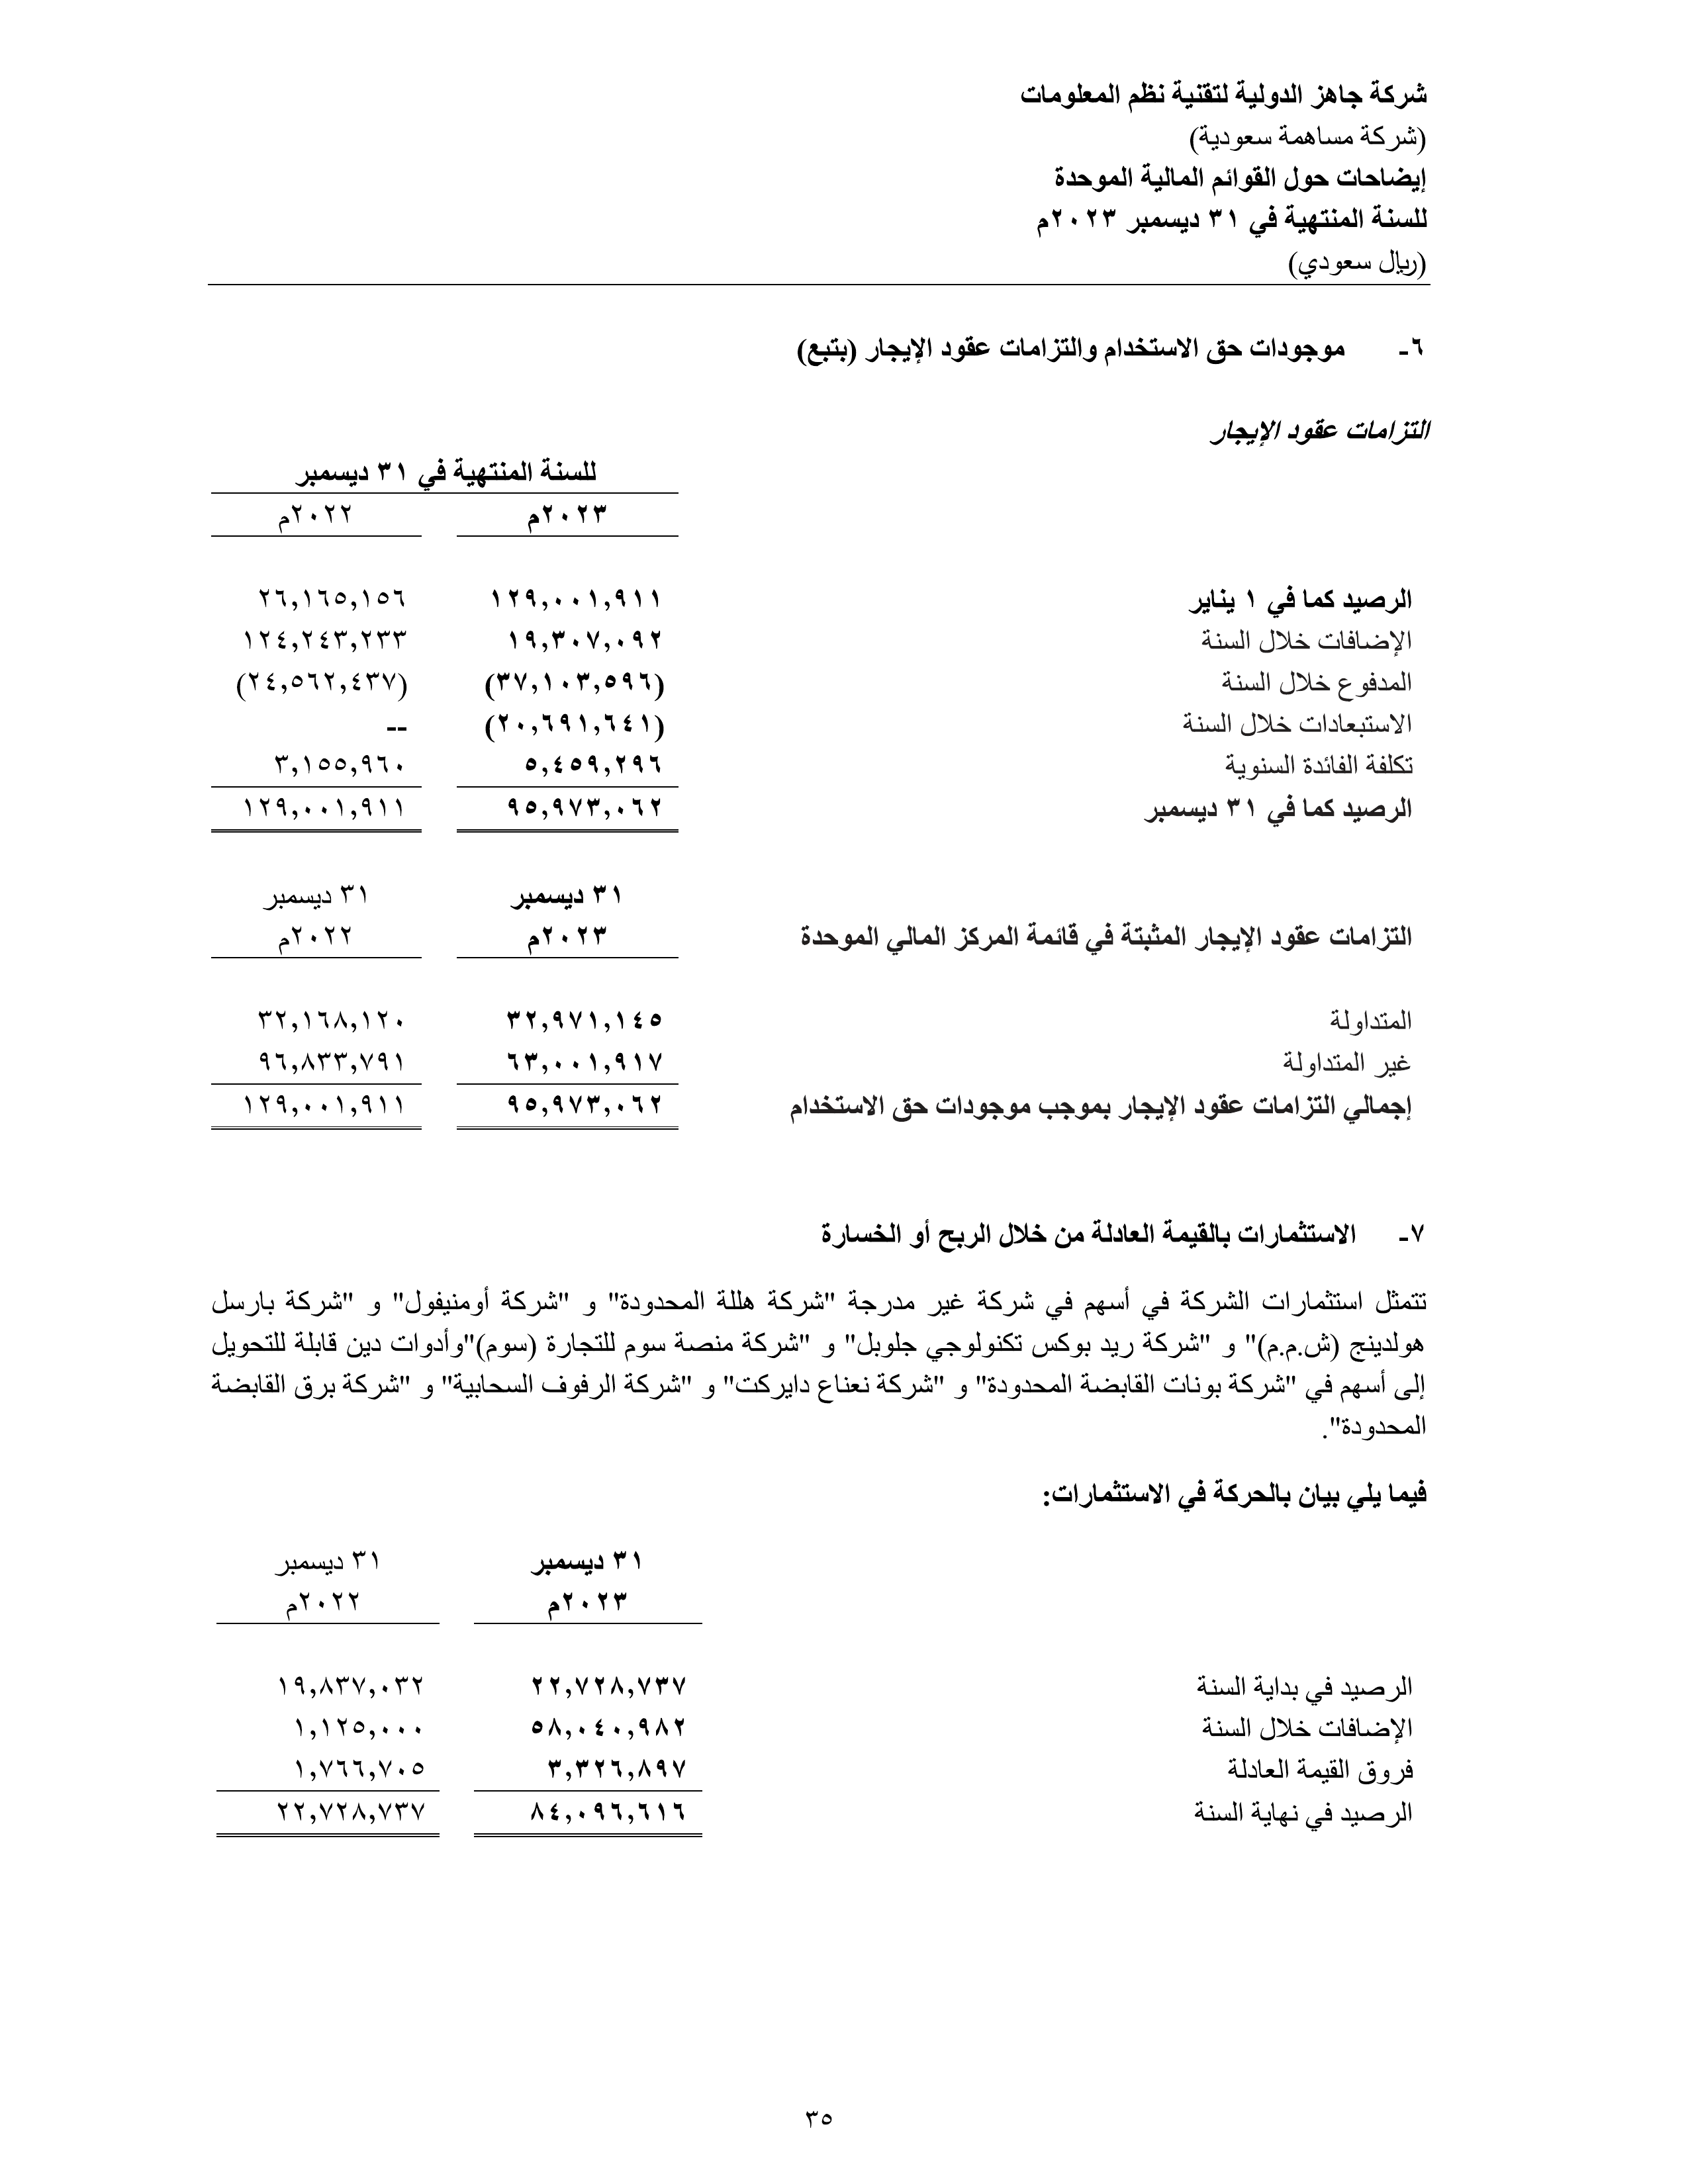 شركة جاهز الدولية لتقنية نظم المعلومات
(شركة مساهمة سعودية)
إيضاحات حول القوائم المالية الموحدة
للسنة المنتهية في ٣١ ديسمبر ٢٠٢٣م
(ريال سعودي)
٦- موجودات حق الاستخدام والتزامات عقود الإيجار (يتبع)
التزامات عقود الإيجار
للسنة المنتهية في ٣١ ديسمبر
٢٠٢٣م ٢٠٢٢م
الرصيد كما في ١ يناير ١٢٩,٠٠١,٩١١ ٢٦,١٦٥,١٥٦
الإضافات خلال السنة ١٩,٣٠٧,٠٩٢ ١٢٤,٢٤٣,٢٣٣
المدفوع خلال السنة (٣٧,١٠٣,٥٩٦) (٢٤,٥٦٢,٤٣٧)
الاستبعادات خلال السنة (٢٠,٦٩١,٦٤١) --
تكلفة الفائدة السنوية ٥,٤٥٩,٢٩٦ ٣,١٥٥,٩٦٠
الرصيد كما في ٣١ ديسمبر ٩٥,٩٧٣,٠٦٢ ١٢٩,٠٠١,٩١١
٣١ ديسمبر ٣١ ديسمبر
التزامات عقود الإيجار المثبتة في قائمة المركز المالي الموحدة ٢٠٢٣م ٢٠٢٢م
المتداولة ٣٢,٩٧١,١٤٥ ٣٢,١٦٨,١٢٠
غير المتداولة ٦٣,٠٠١,٩١٧ ٩٦,٨٣٣,٧٩١
إجمالي التزامات عقود الإيجار بموجب موجودات حق الاستخدام ٩٥,٩٧٣,٠٦٢ ١٢٩,٠٠١,٩١١
٧- الاستثمارات بالقيمة العادلة من خلال الربح أو الخسارة
تتمثل استثمارات الشركة في أسهم في شركة غير مدرجة "شركة هللة المحدودة" و "شركة أومنيفول" و "شركة بارسل
هولدينج (ش.م.م)" و "شركة ريد بوكس تكنولوجي جلوبل" و "شركة منصة سوم للتجارة (سوم)"وأدوات دين قابلة للتحويل
إلى أسهم في "شركة بونات القابضة المحدودة" و "شركة نعناع دايركت" و "شركة الرفوف السحابية" و "شركة برق القابضة
المحدودة".
فيما يلي بيان بالحركة في الاستثمارات:
٣١ ديسمبر ٣١ ديسمبر
٢٠٢٣م ٢٠٢٢م
الرصيد في بداية السنة ٢٢,٧٢٨,٧٣٧ ١٩,٨٣٧,٠٣٢
الإضافات خلال السنة ٥٨,٠٤٠,٩٨٢ ١,١٢٥,٠٠٠
فروق القيمة العادلة ٣,٣٢٦,٨٩٧ ١,٧٦٦,٧٠٥
الرصيد في نهاية السنة ٨٤,٠٩٦,٦١٦ ٢٢,٧٢٨,٧٣٧
٣٥